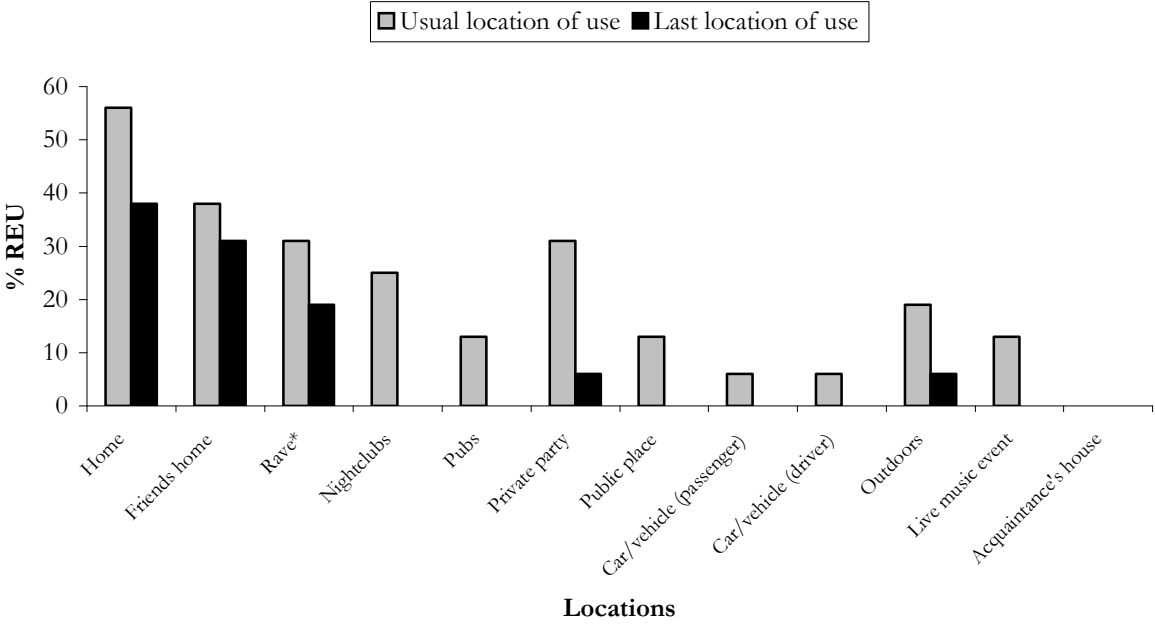 Usual location of use Last location of use
60
50
40
30
20
10
0
% REU
Home
Friends home
Rave*
Nightclubs
Pubs
Private party
Public place
Car/vehicle (passenger)
Car/vehicle (driver)
Outdoors
Live music event
Acquaintance's house
Locations